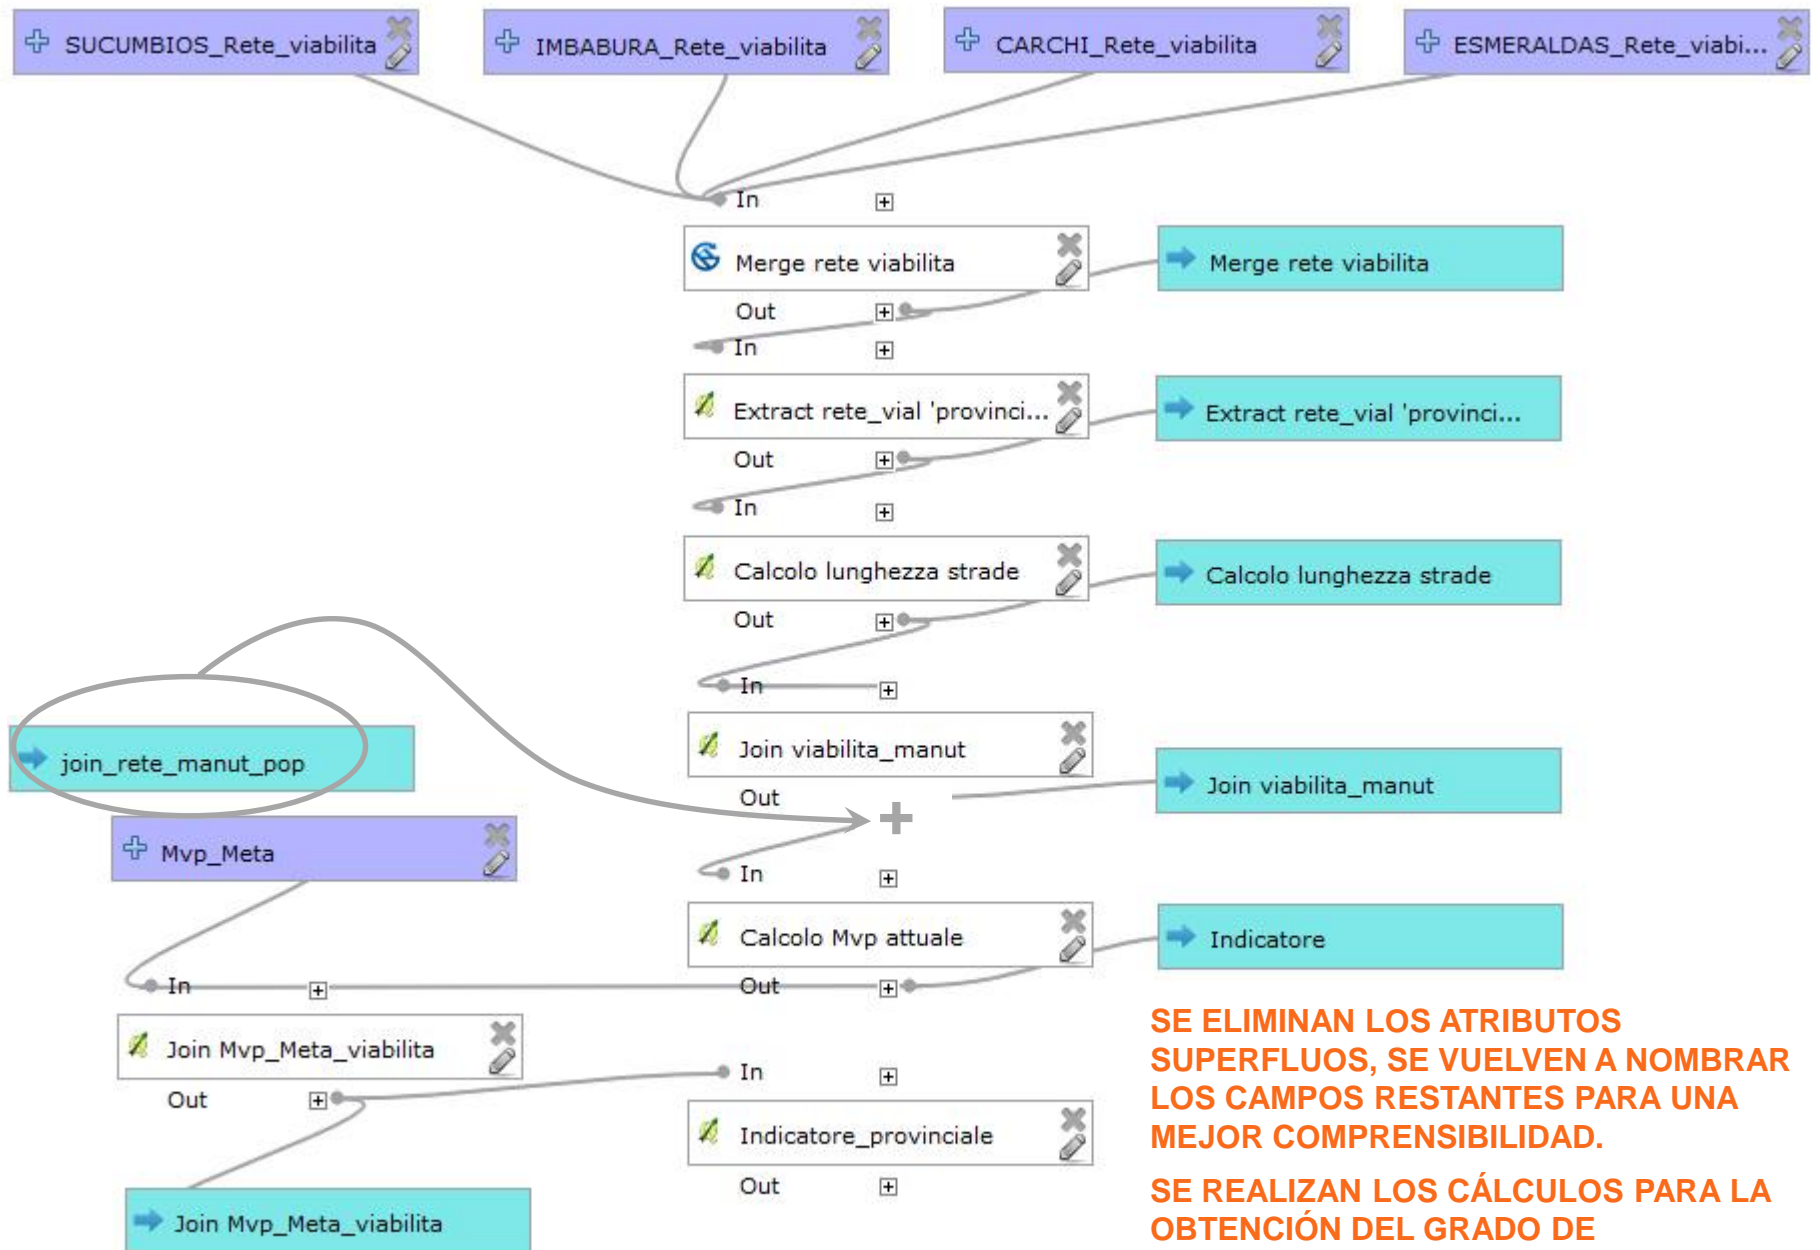 SUCUMBIOS_Rete_viabilita
IMBABURA_Rete_viabilita
CARCHI_Rete_viabilita
ESMERALDAS_Rete_viabi...
In
Merge rete viabilita
Merge rete viabilita
Out
In
Extract rete_vial 'provinci...
Extract rete_vial 'provinci...
Out
In
Calcolo lunghezza strade
Calcolo lunghezza strade
Out
In
Join viabilita_manut
join_rete_manut_pop
Join viabilita_manut
Out
Mvp_Meta
In
Calcolo Mvp attuale
Indicatore
In
Out
Join Mvp_Meta_viabilita
Out
In
Indicatore_provinciale
Out
Join Mvp_Meta_viabilita
SE ELIMINAN LOS ATRIBUTOS
SUPERFLUOS, SE VUELVEN A NOMBRAR
LOS CAMPOS RESTANTES PARA UNA
MEJOR COMPRENSIBILIDAD.
SE REALIZAN LOS CÁLCULOS PARA LA
OBTENCIÓN DEL GRADO DE